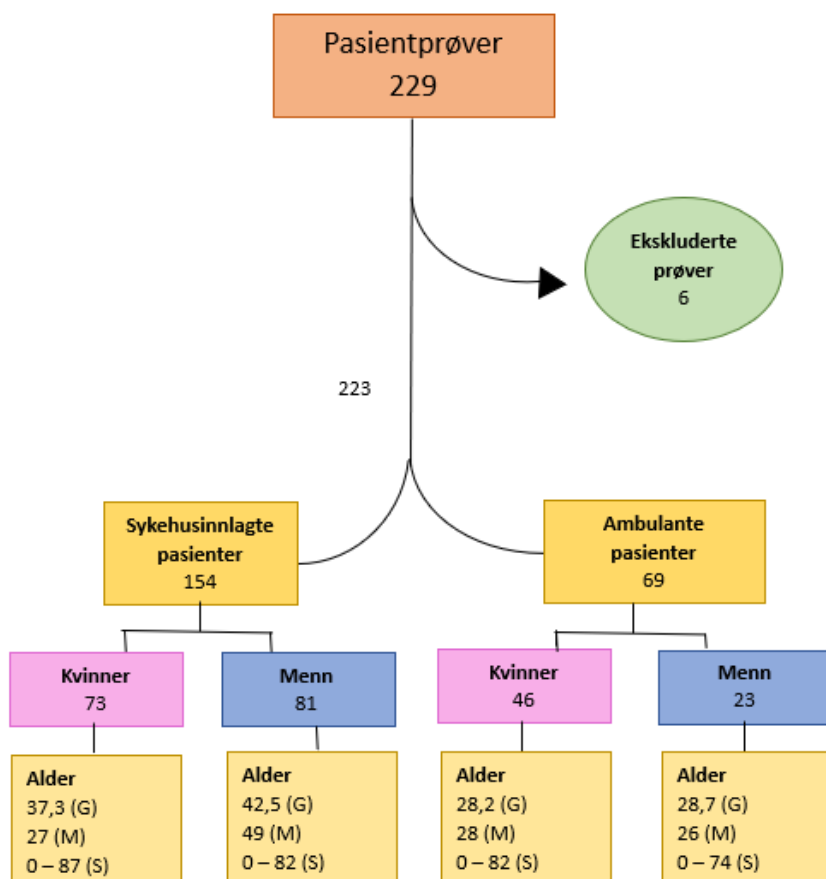 Pasientprøver
229
Ekskluderte
prøver
6
223
Sykehusinnlagte
pasienter
154
Ambulante
pasienter
69
Kvinner
73
Menn
81
Kvinner
46
Menn
23
Alder
37,3 (G)
27 (M)
0 – 87 (S)
Alder
42,5 (G)
49 (M)
0 – 82 (S)
Alder
28,2 (G)
28 (M)
0 – 82 (S)
Alder
28,7 (G)
26 (M)
0 – 74 (S)